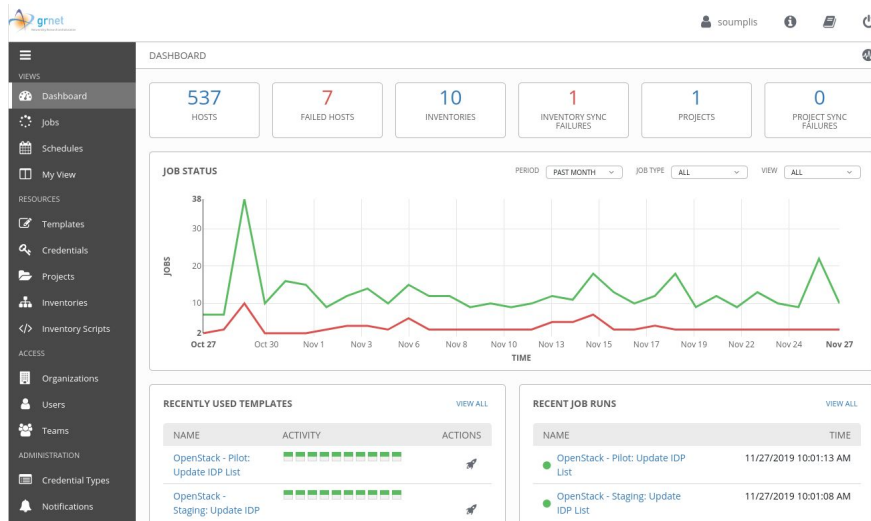 grnet
soumplis
DASHBOARD
VIEWS
Dashboard
Jobs
Schedules
My View
RESOURCES
Templates
Credentials
Projects
Inventories
Inventory Scripts
ACCESS
Organizations
Users
Teams
ADMINISTRATION
Credential Types
Notifications
537
HOSTS
7
FAILED HOSTS
10
INVENTORIES
1
INVENTORY SYNC
FAILURES
1
PROJECTS
0
PROJECT SYNC
FAILURES
JOB STATUS
PERIOD PAST MONTH JOB TYPE ALL VIEW ALL
38
30
20
10
2
JOBS
Oct 27 Oct 30 Nov 1 Nov 3 Nov 6 Nov 8 Nov 10 Nov 13 Nov 15 Nov 17 Nov 19 Nov 22 Nov 24 Nov 27
TIME
RECENTLY USED TEMPLATES VIEW ALL
NAME ACTIVITY ACTIONS
OpenStack - Pilot:
Update IDP List
OpenStack -
Staging: Update IDP
RECENT JOB RUNS VIEW ALL
NAME TIME
OpenStack - Pilot: Update IDP 11/27/2019 10:01:13 AM
List
OpenStack - Staging: Update 11/27/2019 10:01:08 AM
IDP List